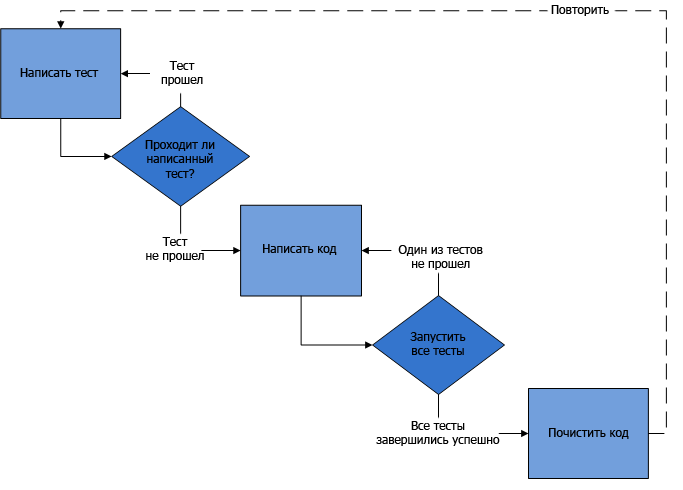 Повторить
Тест
прошел
Написать тест
Проходит ли
написанный
тест?
Тест
не прошел
Написать код
Один из тестов
не прошел
Запустить
все тесты
Все тесты
завершились успешно
Почистить код